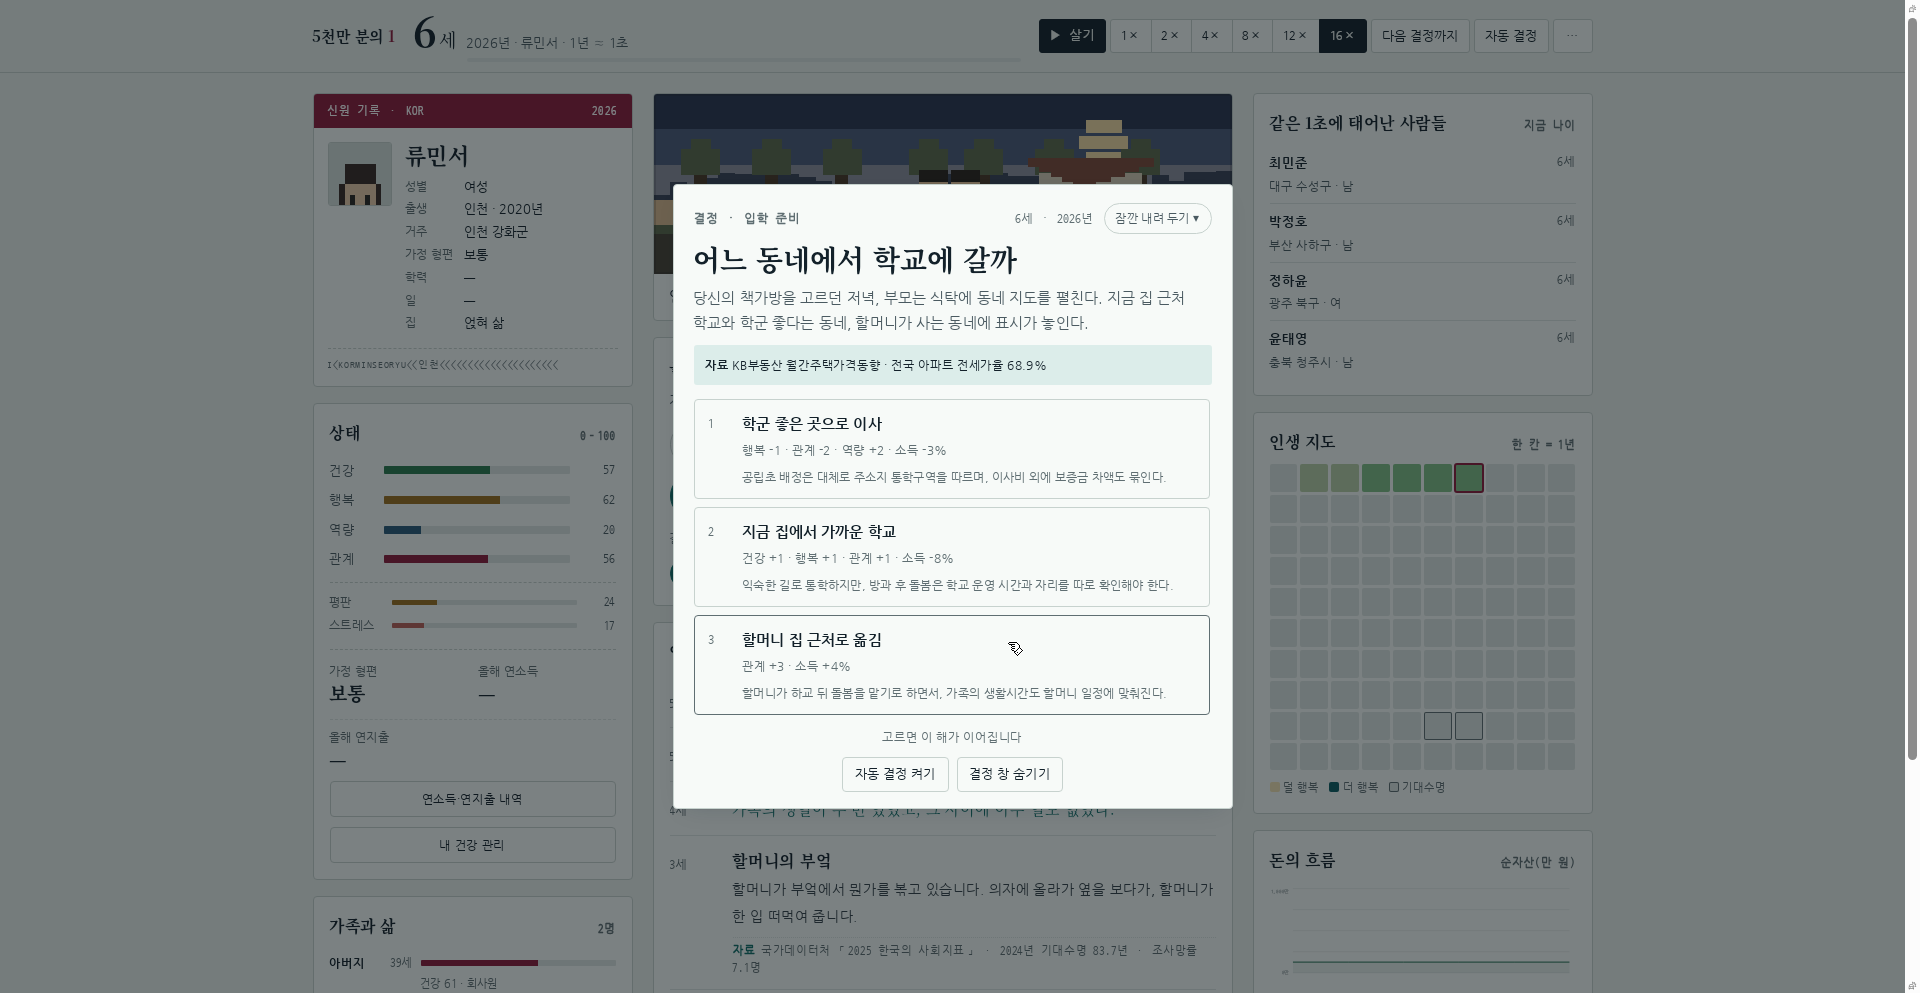 5천만 분의 1
6세
2026년 · 류민서 · 1년 ≈ 1초
▶ 살기
1×
2×
4×
8×
12×
16×
다음 결정까지
자동 결정
···
신원 기록 · KOR
2026
류민서
성별 여성
출생 인천 · 2020년
거주 인천 강화군
가정 형편 보통
학력 —
일 —
집 얹혀 삶
I<<KORMINSEORYU<<인천<<<<<<<<<<<<<<<<<<<<<<
상태
0-100
건강 57
행복 62
역량 20
관계 56
평판 24
스트레스 17
가정 형편
보통
올해 연소득
—
올해 연지출
—
연소득·연지출 내역
내 건강 관리
가족과 삶
2명
아버지 39세
건강 61 · 회사원
결정 · 입학 준비
6세 · 2026년
잠깐 내려 두기 ▾
어느 동네에서 학교에 갈까
당신의 책가방을 고르던 저녁, 부모는 식탁에 동네 지도를 펼친다. 지금 집 근처
학교와 학군 좋다는 동네, 할머니가 사는 동네에 표시가 놓인다.
자료 KB부동산 월간주택가격동향 · 전국 아파트 전세가율 68.9%
1 학군 좋은 곳으로 이사
행복 -1 · 관계 -2 · 역량 +2 · 소득 -3%
공립초 배정은 대체로 주소지 통학구역을 따르며, 이사비 외에 보증금 차액도 묶인다.
2 지금 집에서 가까운 학교
건강 +1 · 행복 +1 · 관계 +1 · 소득 -8%
익숙한 길로 통학하지만, 방과 후 돌봄은 학교 운영 시간과 자리를 따로 확인해야 한다.
3 할머니 집 근처로 옮김
관계 +3 · 소득 +4%
할머니가 하교 뒤 돌봄을 맡기로 하면서, 가족의 생활시간도 할머니 일정에 맞춰진다.
고르면 이 해가 이어집니다
자동 결정 켜기
결정 창 숨기기
4세
3세
할머니의 부엌
할머니가 부엌에서 뭔가를 볶고 있습니다. 의자에 올라가 옆을 보다가, 할머니가
한 입 떠먹여 줍니다.
자료 국가데이터처 「2025 한국의 사회지표」 · 2024년 기대수명 83.7년 · 조사망률
7.1명
같은 1초에 태어난 사람들
지금 나이
최민준 6세
대구 수성구 · 남
박정호 6세
부산 사하구 · 남
정하윤 6세
광주 북구 · 여
윤태영 6세
충북 청주시 · 남
인생 지도
한 칸 = 1년
덜 행복
더 행복
기대수명
돈의 흐름
순자산(만 원)